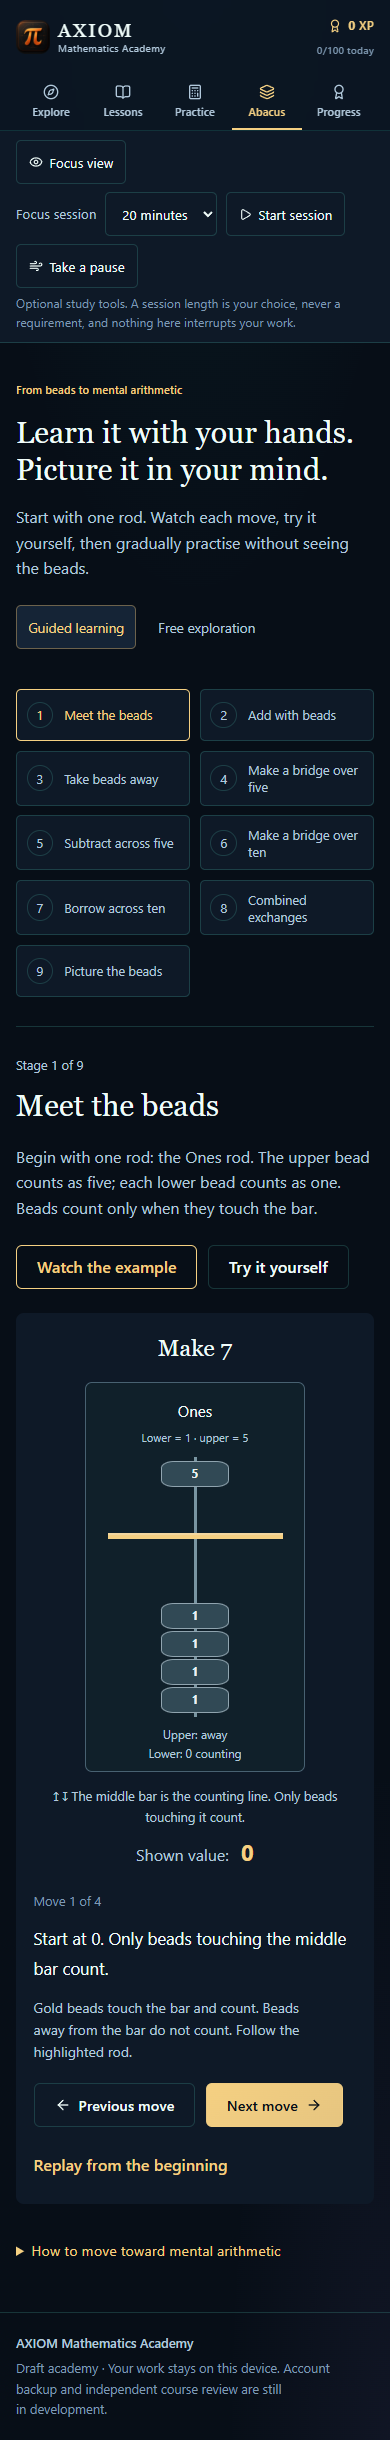 AXIOM
Mathematics Academy
0 XP
0/100 today
Explore
Lessons
Practice
Abacus
Progress
Focus view
Focus session
20 minutes
Start session
Take a pause
Optional study tools. A session length is your choice, never a
requirement, and nothing here interrupts your work.
From beads to mental arithmetic
Learn it with your hands.
Picture it in your mind.
Start with one rod. Watch each move, try it
yourself, then gradually practise without seeing
the beads.
Guided learning
Free exploration
1 Meet the beads
2 Add with beads
3 Take beads away
4 Make a bridge over
five
5 Subtract across five
6 Make a bridge over
ten
7 Borrow across ten
8 Combined
exchanges
9 Picture the beads
Stage 1 of 9
Meet the beads
Begin with one rod: the Ones rod. The upper bead
counts as five; each lower bead counts as one.
Beads count only when they touch the bar.
Watch the example
Try it yourself
Make 7
Ones
Lower = 1 · upper = 5
5
1
1
1
1
Upper: away
Lower: 0 counting
↥↧ The middle bar is the counting line. Only beads
touching it count.
Shown value: 0
Move 1 of 4
Start at 0. Only beads touching the middle
bar count.
Gold beads touch the bar and count. Beads
away from the bar do not count. Follow the
highlighted rod.
← Previous move
Next move →
Replay from the beginning
▶ How to move toward mental arithmetic
AXIOM Mathematics Academy
Draft academy · Your work stays on this device. Account
backup and independent course review are still
in development.